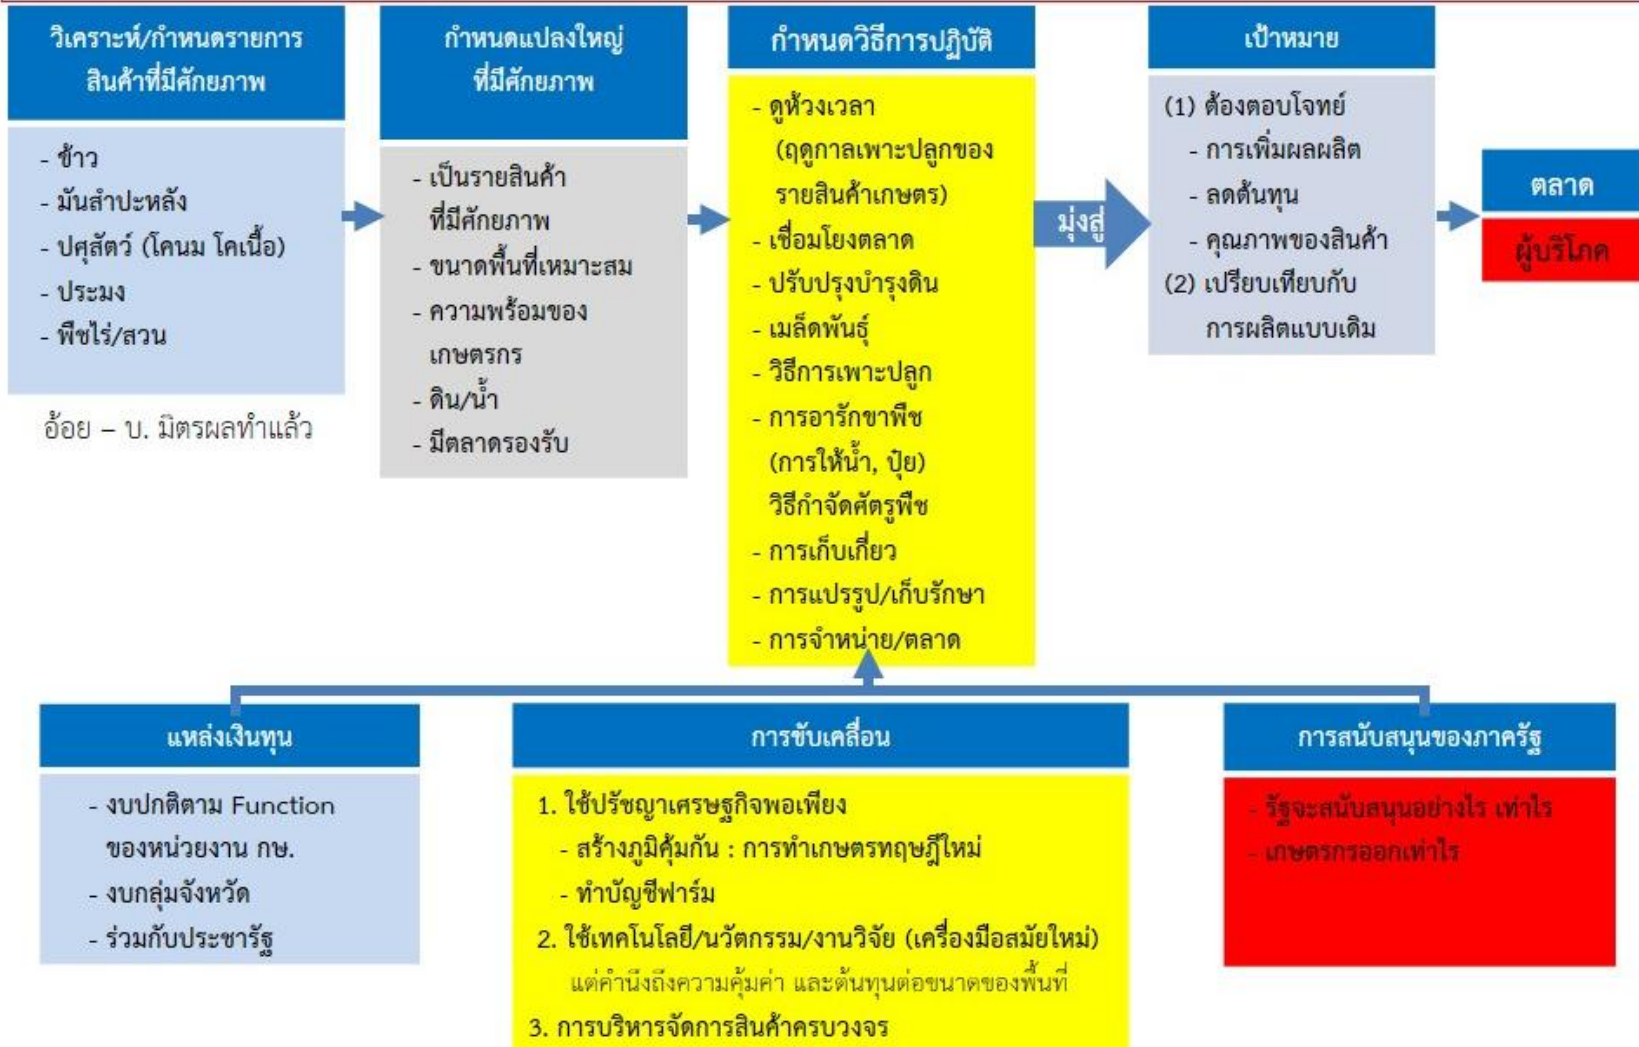 วิเคราะห์/กำหนดรายการ
สินค้าที่มีศักยภาพ
- ข้าว
- มันสำปะหลัง
- ปศุสัตว์ (โคนม โคเนื้อ)
- ประมง
- พืชไร่/สวน
อ้อย – บ. มิตรผลทำแล้ว
กำหนดแปลงใหญ่
ที่มีศักยภาพ
- เป็นรายสินค้า
ที่มีศักยภาพ
- ขนาดพื้นที่เหมาะสม
- ความพร้อมของ
เกษตรกร
- ดิน/น้ำ
- มีตลาดรองรับ
กำหนดวิธีการปฏิบัติ
- ดูห้วงเวลา
(ฤดูกาลเพาะปลูกของ
รายสินค้าเกษตร)
- เชื่อมโยงตลาด
- ปรับปรุงบำรุงดิน
- เมล็ดพันธุ์
- วิธีการเพาะปลูก
- การอารักขาพืช
(การให้น้ำ, ปุ๋ย)
วิธีกำจัดศัตรูพืช
- การเก็บเกี่ยว
- การแปรรูป/เก็บรักษา
- การจำหน่าย/ตลาด
มุ่งสู่
เป้าหมาย
(1) ต้องตอบโจทย์
- การเพิ่มผลผลิต
- ลดต้นทุน
- คุณภาพของสินค้า
(2) เปรียบเทียบกับ
การผลิตแบบเดิม
ตลาด
ผู้บริโภค
แหล่งเงินทุน
- งบปกติตาม Function
ของหน่วยงาน กษ.
- งบกลุ่มจังหวัด
- ร่วมกับประชารัฐ
การขับเคลื่อน
1. ใช้ปรัชญาเศรษฐกิจพอเพียง
- สร้างภูมิคุ้มกัน : การทำเกษตรทฤษฎีใหม่
- ทำบัญชีฟาร์ม
2. ใช้เทคโนโลยี/นวัตกรรม/งานวิจัย (เครื่องมือสมัยใหม่)
แต่คำนึงถึงความคุ้มค่า และต้นทุนต่อขนาดของพื้นที่
3. การบริหารจัดการสินค้าครบวงจร
การสนับสนุนของภาครัฐ
- รัฐจะสนับสนุนอย่างไร เท่าไร
- เกษตรกรออกเท่าไร